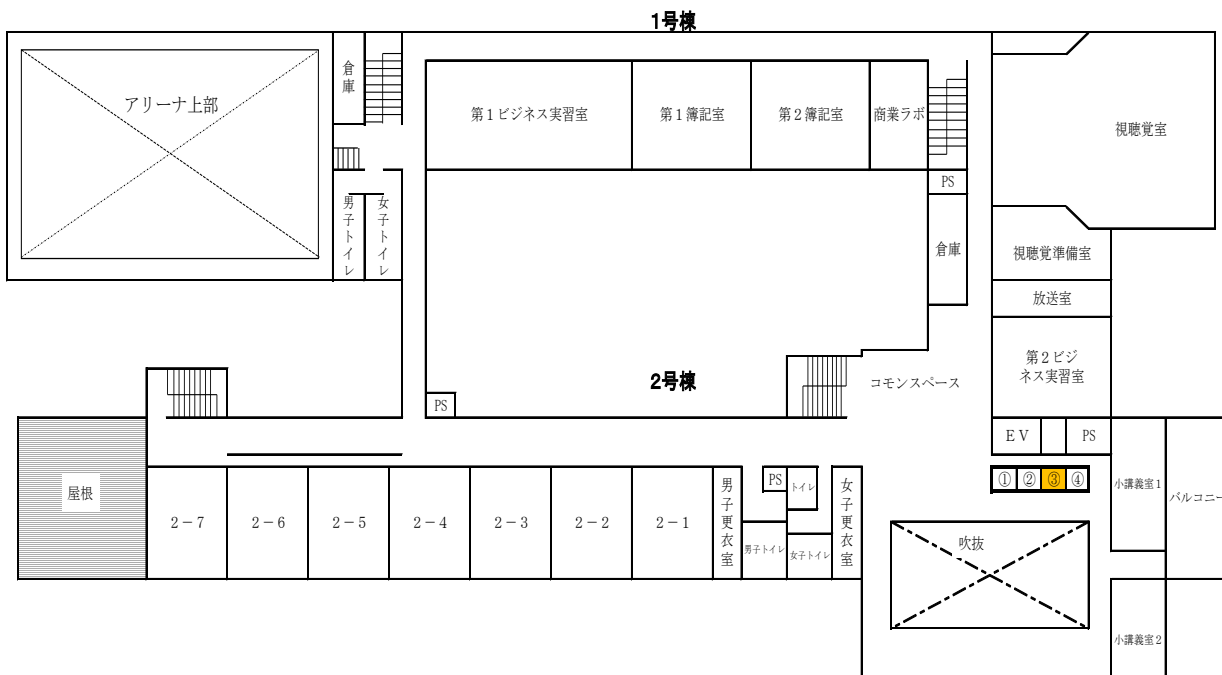 1号棟
アリーナ上部
倉庫
第1ビジネス実習室
第1簿記室
第2簿記室
商業ラボ
視聴覚室
PS
男子トイレ
女子トイレ
倉庫
視聴覚準備室
放送室
第2ビジ
ネス実習室
2号棟
コモンスペース
PS
EV
PS
屋根
2-7
2-6
2-5
2-4
2-3
2-2
2-1
男子更衣室
PS
トイレ
男子トイレ
女子トイレ
女子更衣室
①
②
③
④
小講義室1
バルコニー
吹抜
小講義室2